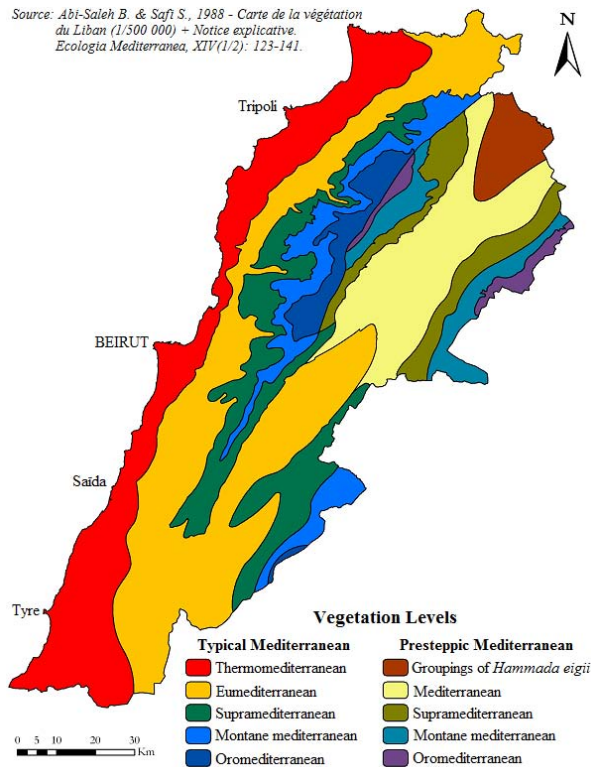 Source: Abi-Saleh B. & Safi S., 1988 - Carte de la végétation
du Liban (1/500 000) + Notice explicative.
Ecologia Mediterranea, XIV(1/2): 123-141.
N
Tripoli
BEIRUT
Saïda
Tyre
Vegetation Levels
Typical Mediterranean
Thermomediterranean
Eumediterranean
Supramediterranean
Montane mediterranean
Oromediterranean
Presteppic Mediterranean
Groupings of Hammada eigii
Mediterranean
Supramediterranean
Montane mediterranean
Oromediterranean
0 5 10 20 30
Km